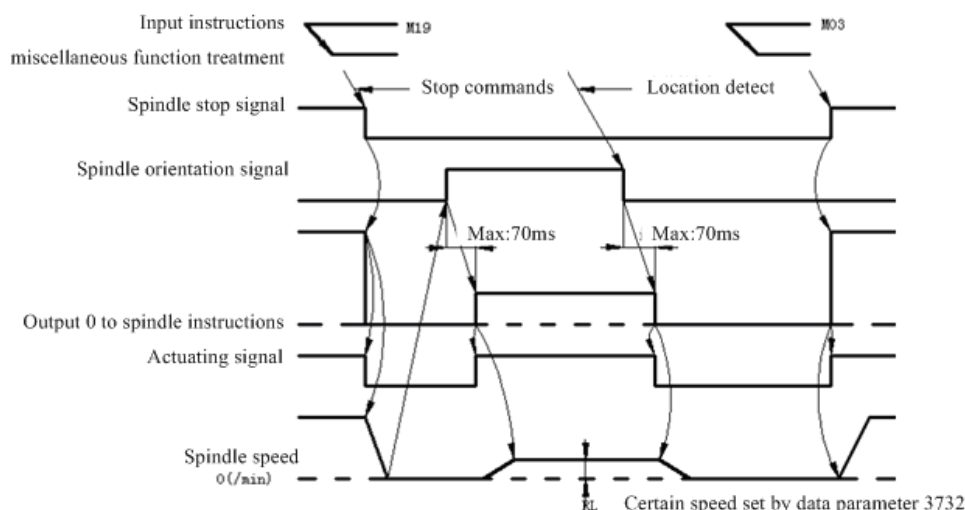 Input instructions
M19
M03
miscellaneous function treatment
Stop commands
Location detect
Spindle stop signal
Spindle orientation signal
Max:70ms
Max:70ms
Output 0 to spindle instructions
Actuating signal
Spindle speed
0(/min)
Certain speed set by data parameter 3732